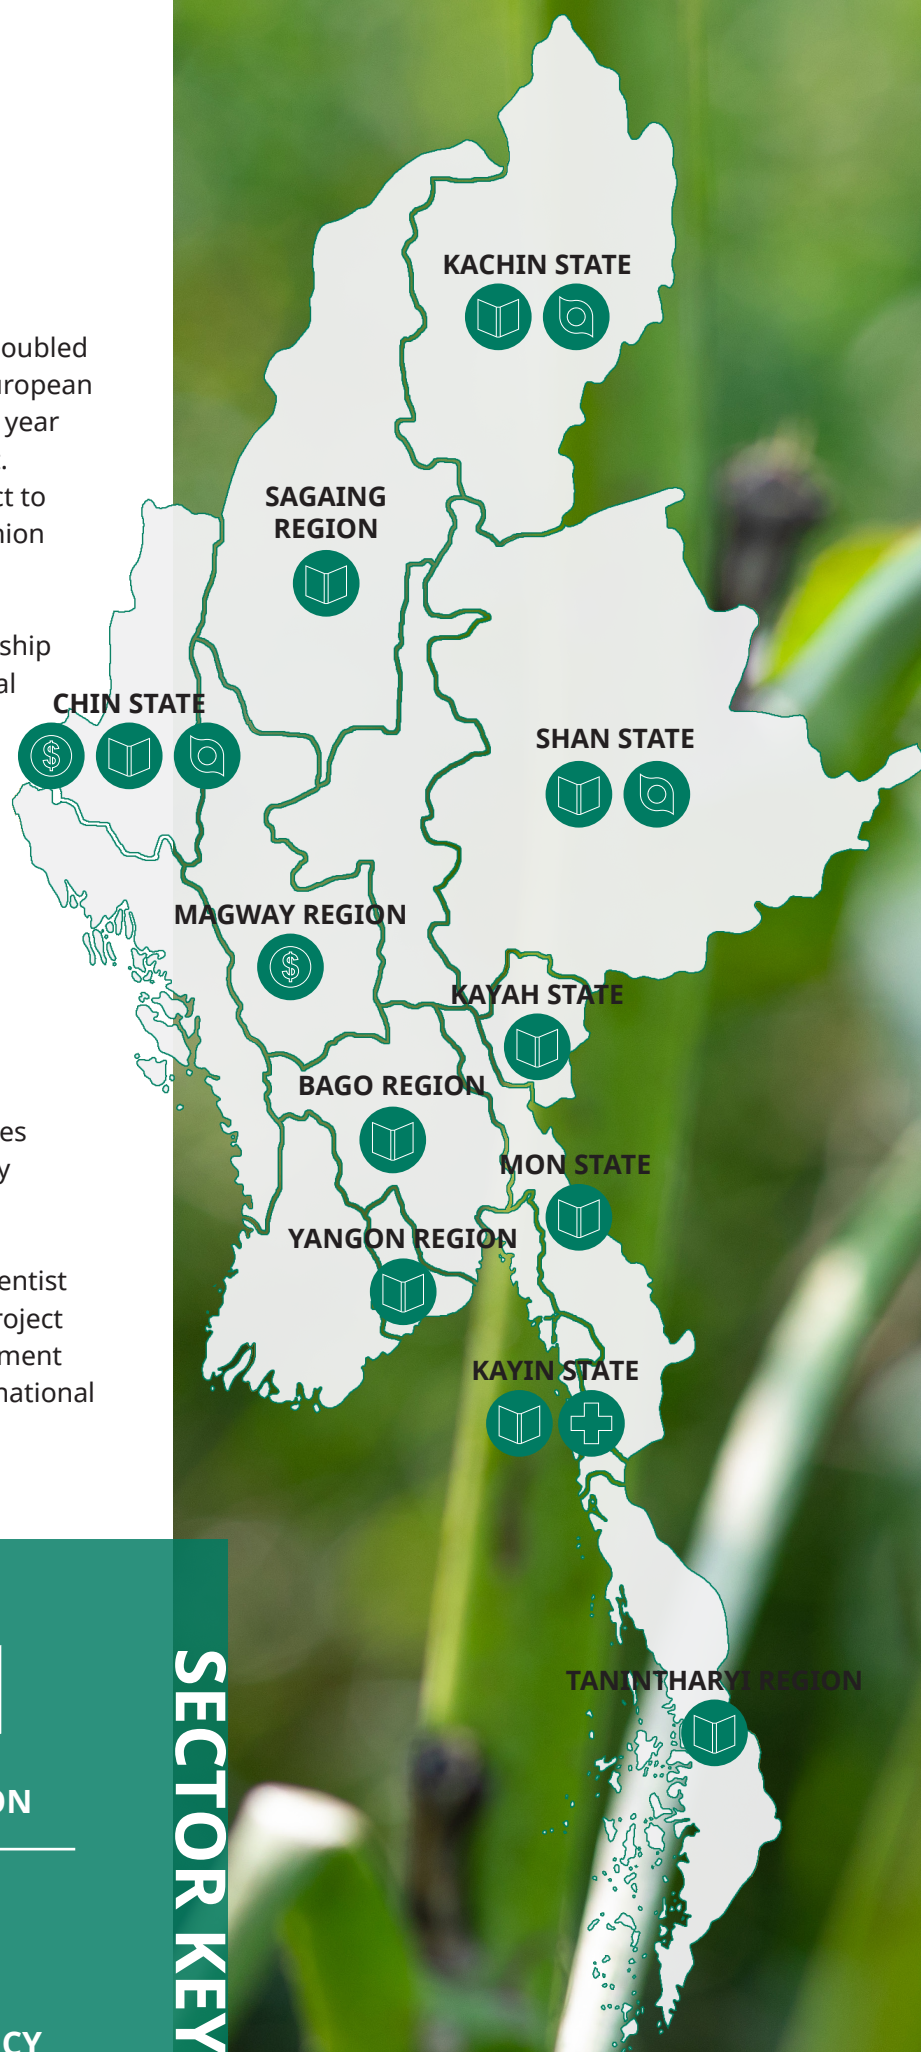 oubled
uropean
year
.
ct to
nion
ship
al
es
y
entist
roject
ment
national
KACHIN STATE
SAGAING
REGION
CHIN STATE
SHAN STATE
MAGWAY REGION
KAYAH STATE
BAGO REGION
MON STATE
YANGON REGION
KAYIN STATE
TANINTHARYI REGION
ON
CY
SECTOR KEY